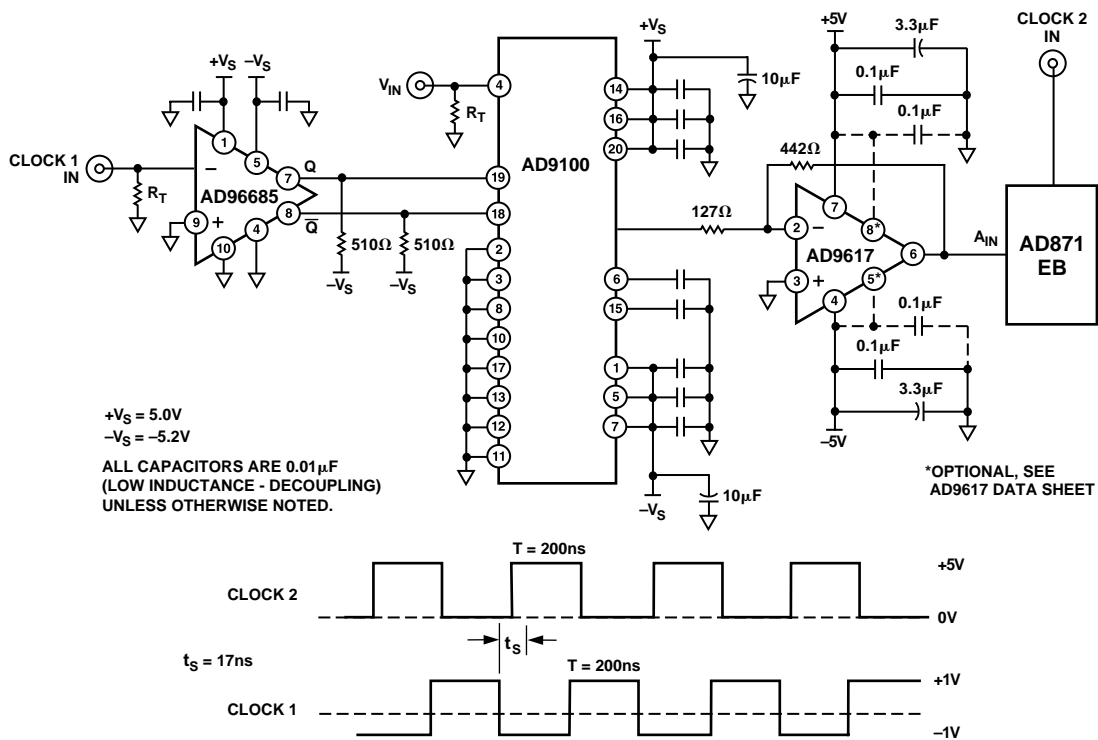 CLOCK 1
IN
R_T
+V_S
–V_S
1
5
7
Q
–
AD96685
8
Q̅
9
+
4
10
510Ω
510Ω
–V_S
–V_S
V_IN
R_T
4
AD9100
19
18
2
3
8
10
17
13
12
11
14
16
20
6
15
1
5
7
+V_S
10μF
–V_S
10μF
127Ω
442Ω
+5V
3.3μF
0.1μF
0.1μF
2
–
7
8*
AD9617
6
3
+
5*
4
0.1μF
0.1μF
3.3μF
–5V
A_IN
CLOCK 2
IN
AD871
EB
+V_S = 5.0V
–V_S = –5.2V
ALL CAPACITORS ARE 0.01μF
(LOW INDUCTANCE - DECOUPLING)
UNLESS OTHERWISE NOTED.
*OPTIONAL, SEE
AD9617 DATA SHEET
T = 200ns
CLOCK 2
+5V
0V
t_S
t_S = 17ns
T = 200ns
CLOCK 1
+1V
–1V